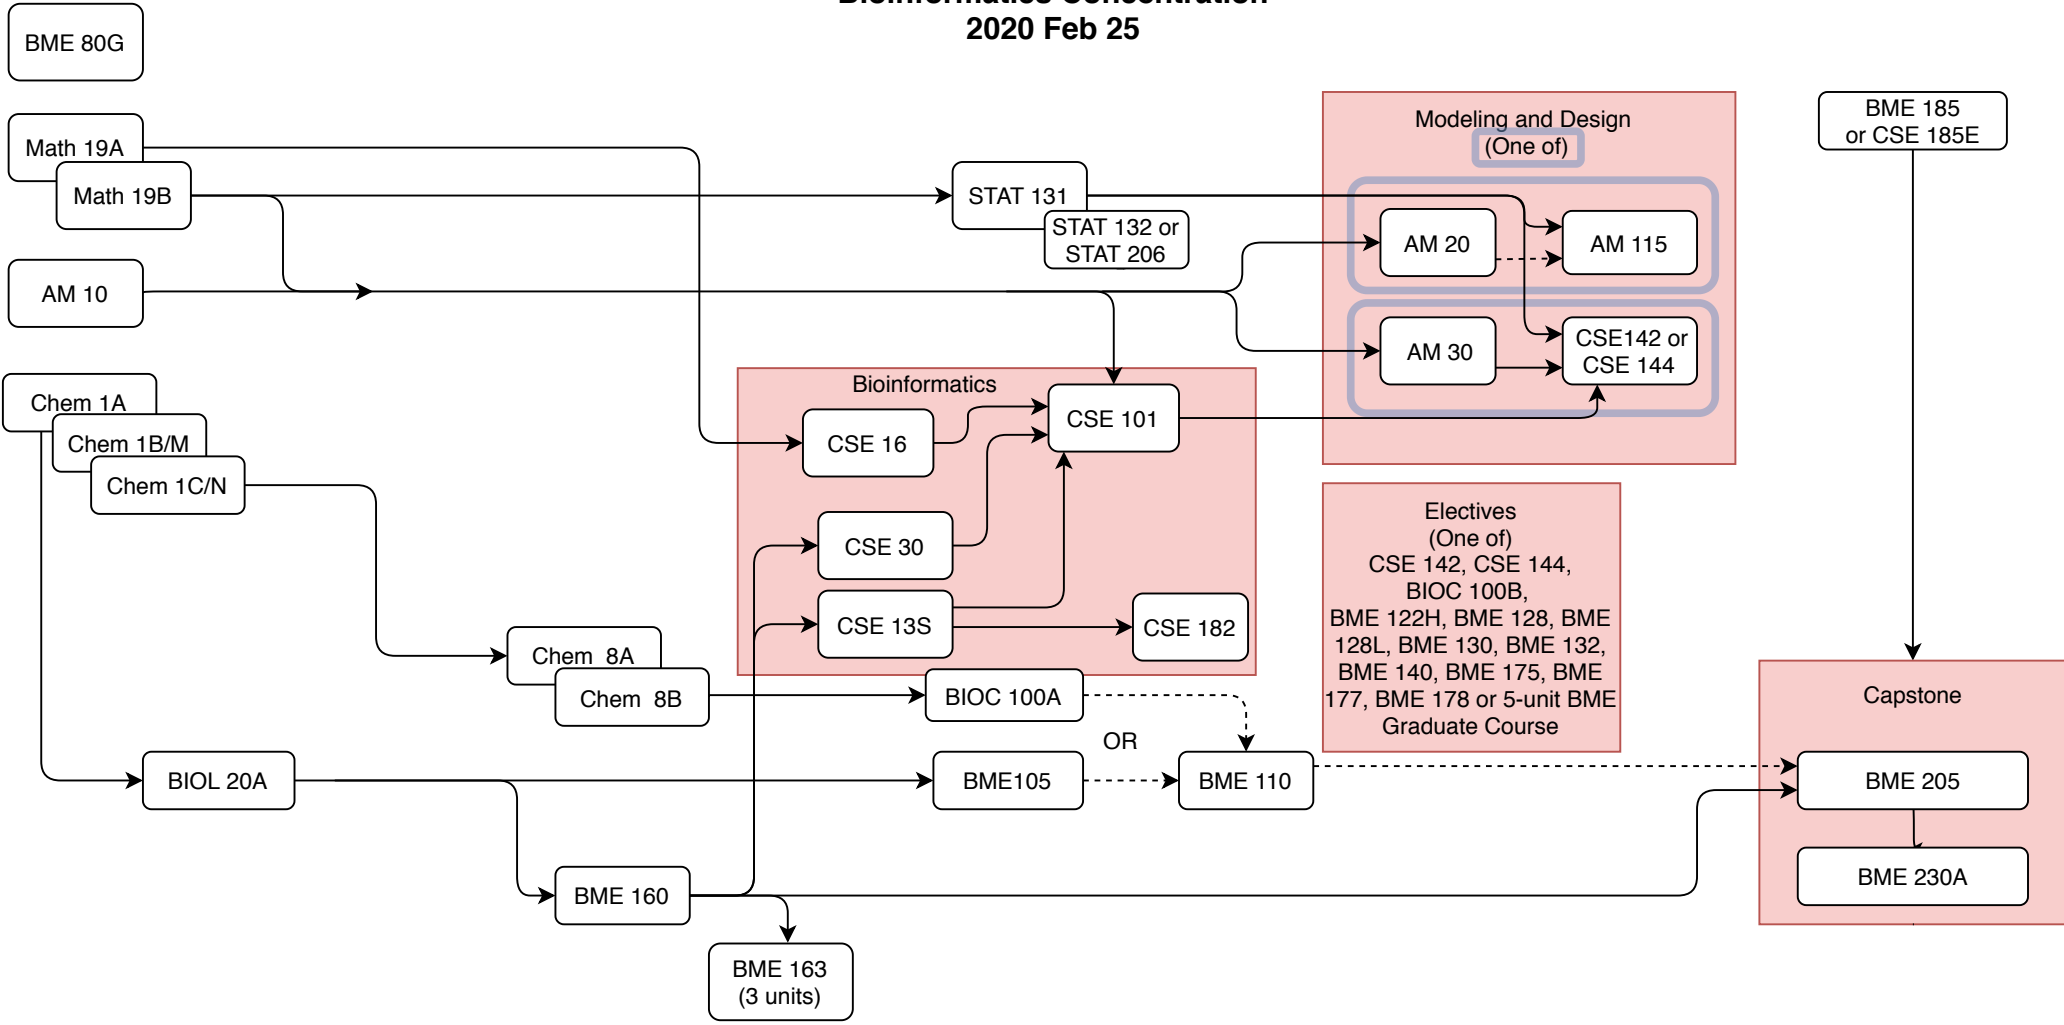 Bioinformatics Concentration
2020 Feb 25
BME 80G
Math 19A
Math 19B
AM 10
Chem 1A
Chem 1B/M
Chem 1C/N
STAT 131
STAT 132 or
STAT 206
Modeling and Design
(One of)
AM 20
AM 115
AM 30
CSE142 or
CSE 144
BME 185
or CSE 185E
Bioinformatics
CSE 16
CSE 101
CSE 30
CSE 13S
CSE 182
Electives
(One of)
CSE 142, CSE 144,
BIOC 100B,
BME 122H, BME 128, BME
128L, BME 130, BME 132,
BME 140, BME 175, BME
177, BME 178 or 5-unit BME
Graduate Course
Chem 8A
Chem 8B
BIOC 100A
OR
BIOL 20A
BME105
BME 110
BME 160
BME 163
(3 units)
Capstone
BME 205
BME 230A